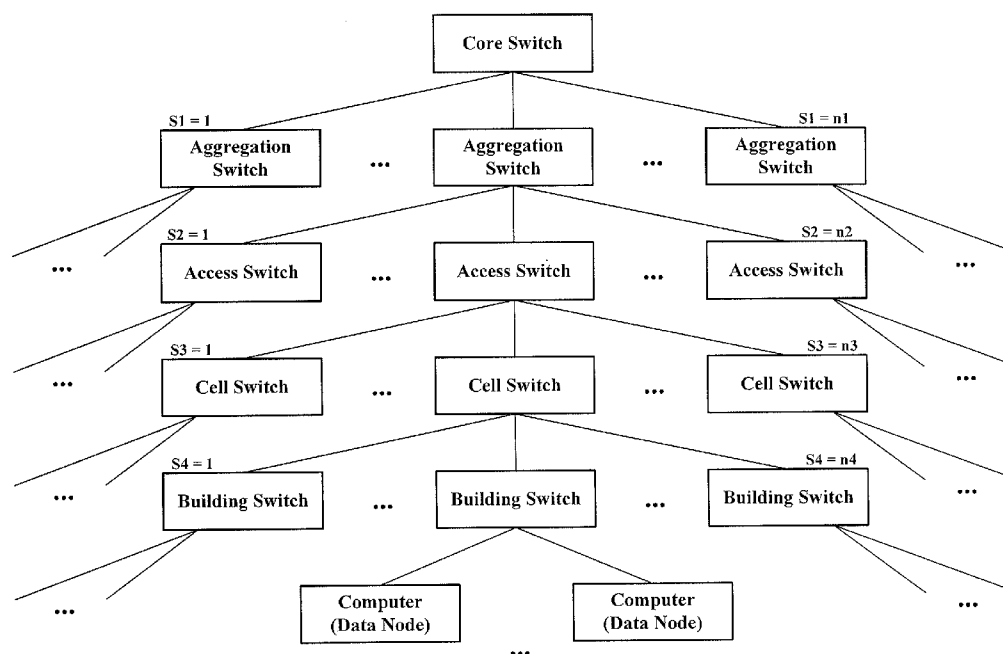 Core Switch
S1 = 1
S1 = n1
Aggregation
Switch
...
Aggregation
Switch
...
Aggregation
Switch
S2 = 1
S2 = n2
...
Access Switch
...
Access Switch
...
Access Switch
...
S3 = 1
S3 = n3
...
Cell Switch
...
Cell Switch
...
Cell Switch
...
S4 = 1
S4 = n4
...
Building Switch
...
Building Switch
...
Building Switch
...
...
Computer
(Data Node)
Computer
(Data Node)
...
...